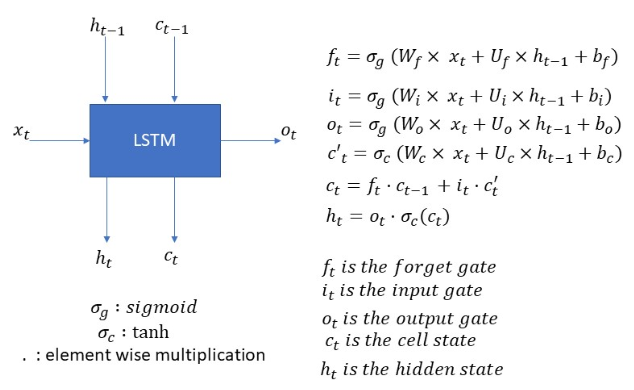 h_{t−1} c_{t−1}
x_t LSTM o_t
h_t c_t
σ_g : sigmoid
σ_c : tanh
. : element wise multiplication
f_t = σ_g (W_f × x_t + U_f × h_{t−1} + b_f)
i_t = σ_g (W_i × x_t + U_i × h_{t−1} + b_i)
o_t = σ_g (W_o × x_t + U_o × h_{t−1} + b_o)
c'_t = σ_c (W_c × x_t + U_c × h_{t−1} + b_c)
c_t = f_t · c_{t−1} + i_t · c'_t
h_t = o_t · σ_c(c_t)
f_t is the forget gate
i_t is the input gate
o_t is the output gate
c_t is the cell state
h_t is the hidden state